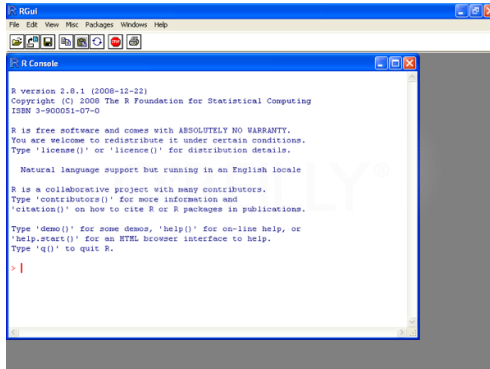 RGui
File Edit View Misc Packages Windows Help
STOP
R Console
R version 2.8.1 (2008-12-22)
Copyright (C) 2008 The R Foundation for Statistical Computing
ISBN 3-900051-07-0
R is free software and comes with ABSOLUTELY NO WARRANTY.
You are welcome to redistribute it under certain conditions.
Type 'license()' or 'licence()' for distribution details.
Natural language support but running in an English locale
R is a collaborative project with many contributors.
Type 'contributors()' for more information and
'citation()' on how to cite R or R packages in publications.
Type 'demo()' for some demos, 'help()' for on-line help, or
'help.start()' for an HTML browser interface to help.
Type 'q()' to quit R.
>